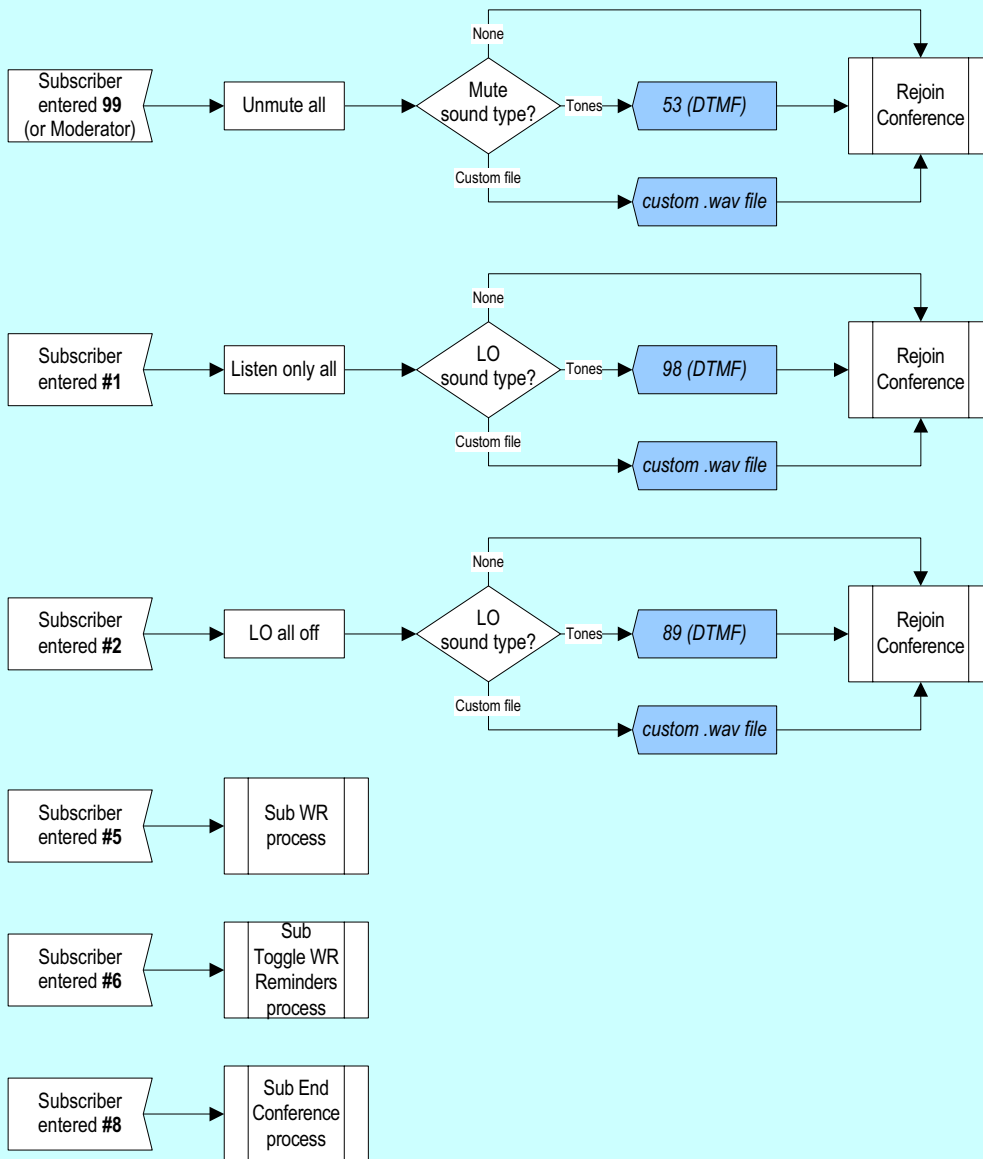 None
Subscriber
entered 99
(or Moderator)
Unmute all
Mute
sound type?
Tones
53 (DTMF)
Rejoin
Conference
Custom file
custom .wav file
None
Subscriber
entered #1
Listen only all
LO
sound type?
Tones
98 (DTMF)
Rejoin
Conference
Custom file
custom .wav file
None
Subscriber
entered #2
LO all off
LO
sound type?
Tones
89 (DTMF)
Rejoin
Conference
Custom file
custom .wav file
Subscriber
entered #5
Sub WR
process
Subscriber
entered #6
Sub
Toggle WR
Reminders
process
Subscriber
entered #8
Sub End
Conference
process